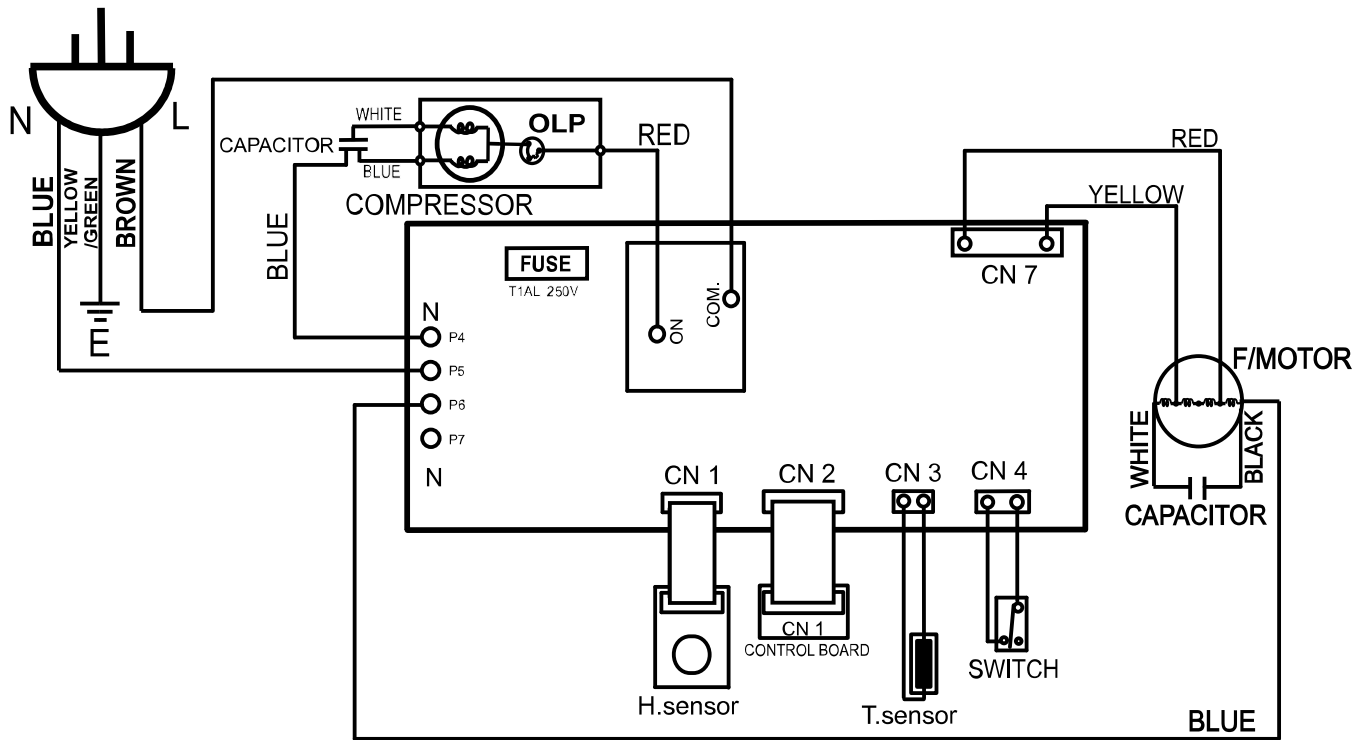 N
L
BLUE
YELLOW
/GREEN
BROWN
E
CAPACITOR
WHITE
BLUE
OLP
COMPRESSOR
RED
BLUE
FUSE
T1AL 250V
N
P4
P5
P6
P7
N
ON
COM.
CN 7
RED
YELLOW
F/MOTOR
WHITE
BLACK
CAPACITOR
CN 1
CN 2
CN 3
CN 4
H.sensor
CN 1
CONTROL BOARD
T.sensor
SWITCH
BLUE